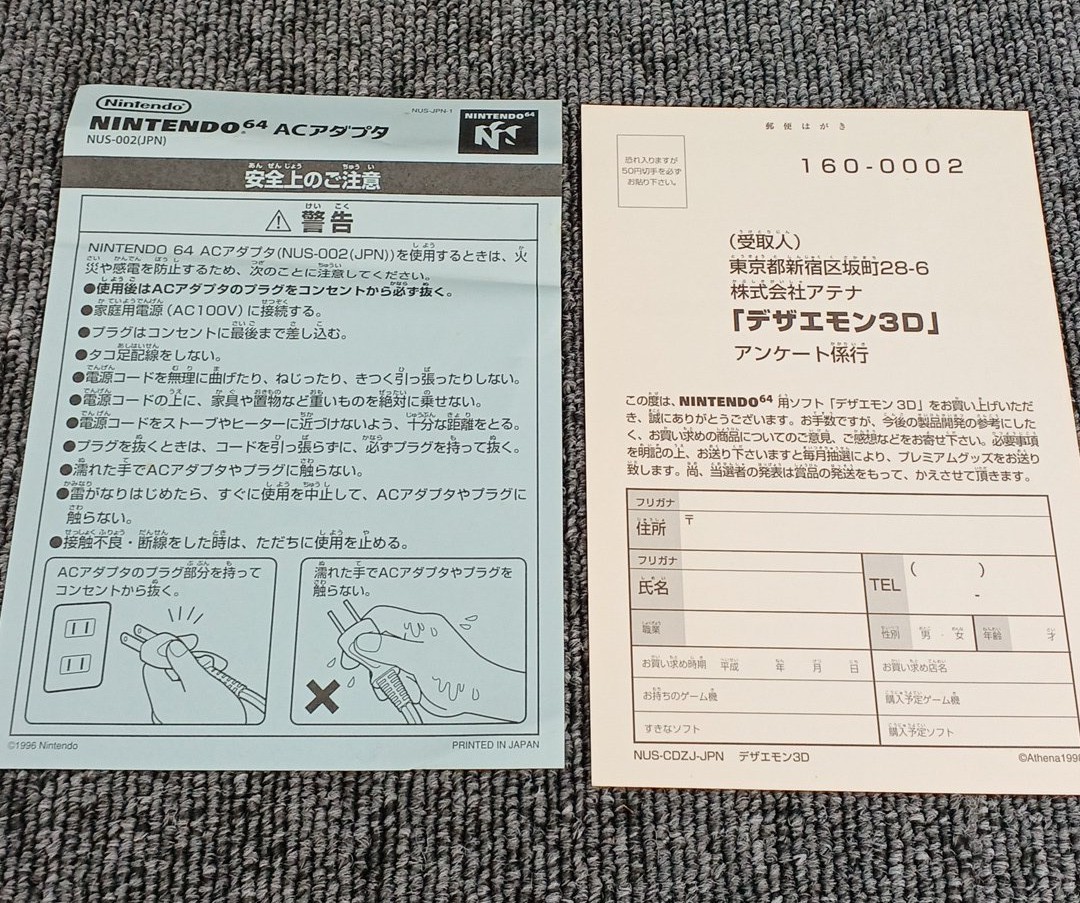 Nintendo
NUS-JPN-1
NINTENDO64 ACアダプタ
NUS-002(JPN)
NINTENDO64
安全上のご注意
警告
NINTENDO 64 ACアダプタ(NUS-002(JPN))を使用するときは、火
災や感電を防止するため、次のことに注意してください。
●使用後はACアダプタのプラグをコンセントから必ず抜く。
●家庭用電源(AC100V)に接続する。
●プラグはコンセントに最後まで差し込む。
●タコ足配線をしない。
●電源コードを無理に曲げたり、ねじったり、きつく引っ張ったりしない。
●電源コードの上に、家具や置物など重いものを絶対に乗せない。
●電源コードをストーブやヒーターに近づけないよう、十分な距離をとる。
●プラグを抜くときは、コードを引っ張らずに、必ずプラグを持って抜く。
●濡れた手でACアダプタやプラグに触らない。
●雷がなりはじめたら、すぐに使用を中止して、ACアダプタやプラグに
触らない。
●接触不良・断線をした時は、ただちに使用を止める。
ACアダプタのプラグ部分を持って
コンセントから抜く。
濡れた手でACアダプタやプラグを
触らない。
©1996 Nintendo
PRINTED IN JAPAN
郵便はがき
恐れ入りますが
50円切手を必ず
お貼り下さい。
160-0002
(受取人)
東京都新宿区坂町28-6
株式会社アテナ
「デザエモン3D」
アンケート係行
この度は、NINTENDO64用ソフト「デザエモン3D」をお買い上げいただ
き、誠にありがとうございます。お手数ですが、今後の製品開発の参考にした
く、お買い求めの商品についてのご意見、ご感想などをお寄せ下さい。必要事項
を明記の上、お送り下さいますと毎月抽選により、プレミアムグッズをお送り
致します。尚、当選者の発表は賞品の発送をもって、かえさせて頂きます。
フリガナ
住所 〒
フリガナ
氏名
TEL ( ) -
職業
性別 男・女 年齢 才
お買い求め時期 平成 年 月 日
お買い求め店名
お持ちのゲーム機
購入予定ゲーム機
すきなソフト
購入予定ソフト
NUS-CDZJ-JPN デザエモン3D
©Athena199